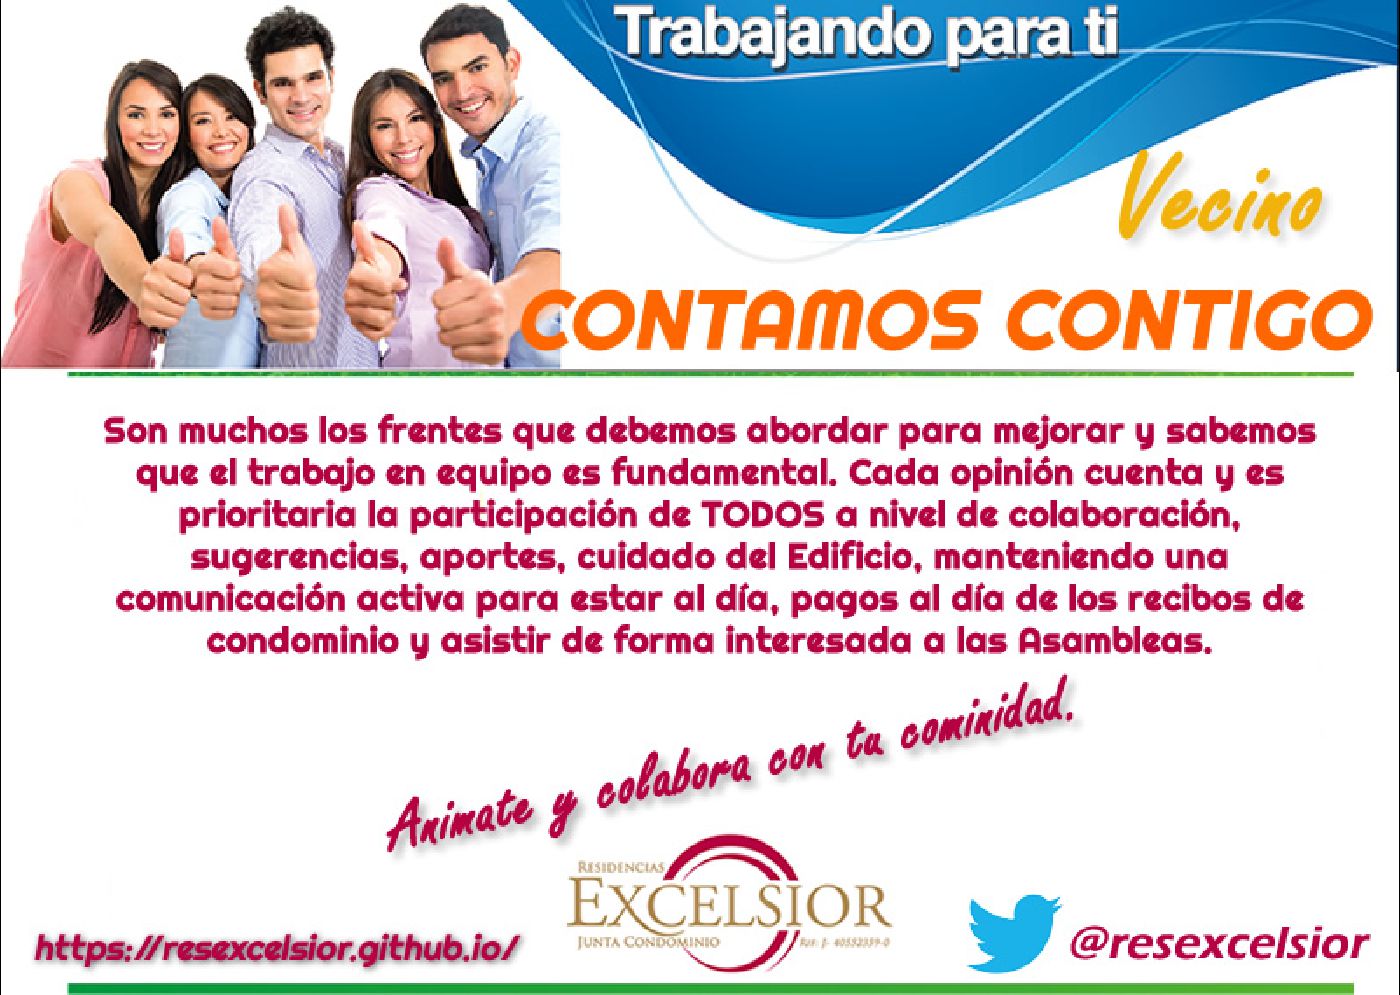 Trabajando para ti
Vecino
CONTAMOS CONTIGO
Son muchos los frentes que debemos abordar para mejorar y sabemos
que el trabajo en equipo es fundamental. Cada opinión cuenta y es
prioritaria la participación de TODOS a nivel de colaboración,
sugerencias, aportes, cuidado del Edificio, manteniendo una
comunicación activa para estar al día, pagos al día de los recibos de
condominio y asistir de forma interesada a las Asambleas.
Animate y colabora con tu cominidad.
RESIDENCIAS
EXCELSIOR
JUNTA CONDOMINIO
https://resexcelsior.github.io/
@resexcelsior